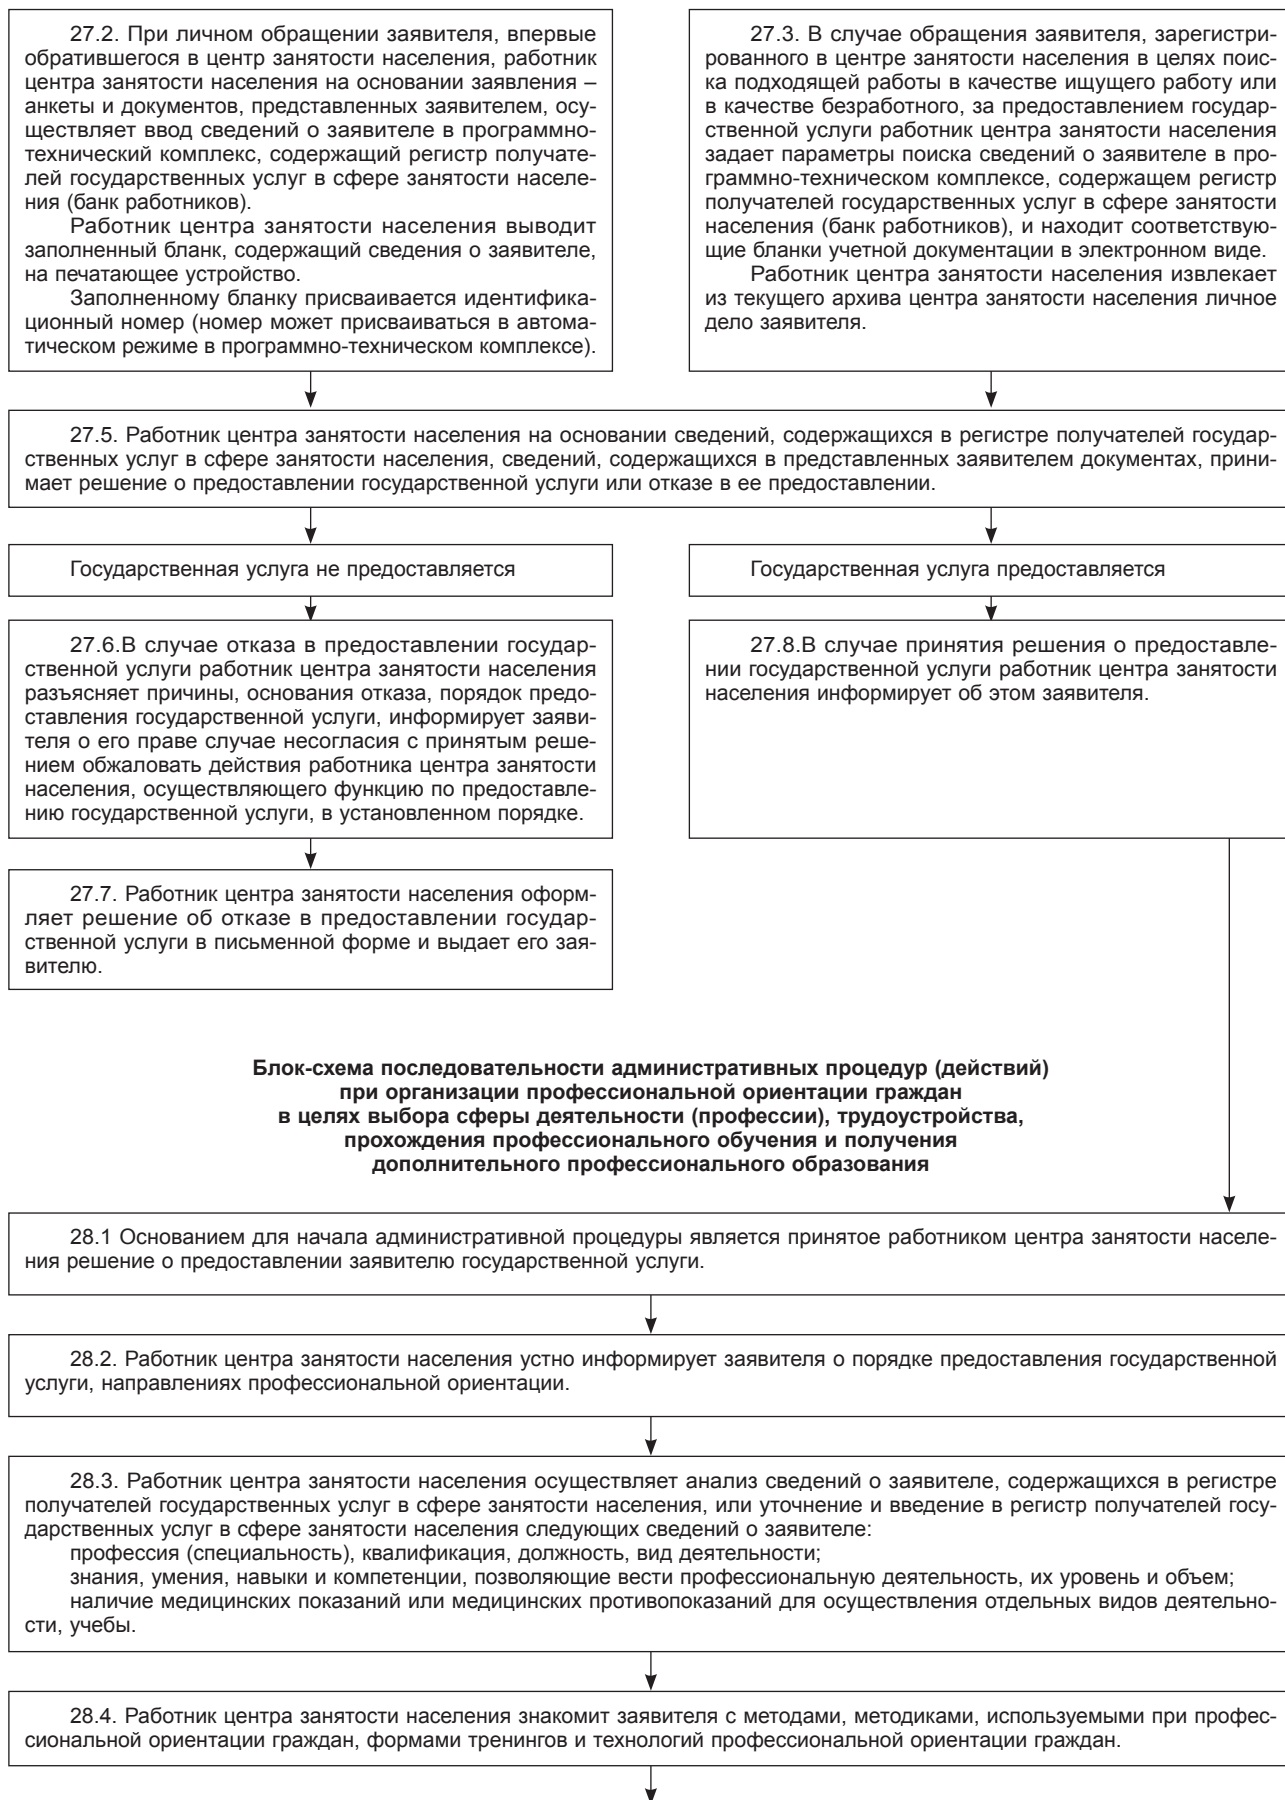 27.2. При личном обращении заявителя, впервые
обратившегося в центр занятости населения, работник
центра занятости населения на основании заявления –
анкеты и документов, представленных заявителем, осу-
ществляет ввод сведений о заявителе в программно-
технический комплекс, содержащий регистр получате-
лей государственных услуг в сфере занятости населе-
ния (банк работников).
Работник центра занятости населения выводит
заполненный бланк, содержащий сведения о заявителе,
на печатающее устройство.
Заполненному бланку присваивается идентифика-
ционный номер (номер может присваиваться в автома-
тическом режиме в программно-техническом комплексе).
27.3. В случае обращения заявителя, зарегистри-
рованного в центре занятости населения в целях поис-
ка подходящей работы в качестве ищущего работу или
в качестве безработного, за предоставлением государ-
ственной услуги работник центра занятости населения
задает параметры поиска сведений о заявителе в про-
граммно-техническом комплексе, содержащем регистр
получателей государственных услуг в сфере занятости
населения (банк работников), и находит соответствую-
щие бланки учетной документации в электронном виде.
Работник центра занятости населения извлекает
из текущего архива центра занятости населения личное
дело заявителя.
27.5. Работник центра занятости населения на основании сведений, содержащихся в регистре получателей государ-
ственных услуг в сфере занятости населения, сведений, содержащихся в представленных заявителем документах, прини-
мает решение о предоставлении государственной услуги или отказе в ее предоставлении.
Государственная услуга не предоставляется
Государственная услуга предоставляется
27.6.В случае отказа в предоставлении государ-
ственной услуги работник центра занятости населения
разъясняет причины, основания отказа, порядок предо-
ставления государственной услуги, информирует заяви-
теля о его праве случае несогласия с принятым реше-
нием обжаловать действия работника центра занятости
населения, осуществляющего функцию по предоставле-
нию государственной услуги, в установленном порядке.
27.8.В случае принятия решения о предоставле-
нии государственной услуги работник центра занятости
населения информирует об этом заявителя.
27.7. Работник центра занятости населения оформ-
ляет решение об отказе в предоставлении государ-
ственной услуги в письменной форме и выдает его зая-
вителю.
Блок-схема последовательности административных процедур (действий)
при организации профессиональной ориентации граждан
в целях выбора сферы деятельности (профессии), трудоустройства,
прохождения профессионального обучения и получения
дополнительного профессионального образования
28.1 Основанием для начала административной процедуры является принятое работником центра занятости населе-
ния решение о предоставлении заявителю государственной услуги.
28.2. Работник центра занятости населения устно информирует заявителя о порядке предоставления государственной
услуги, направлениях профессиональной ориентации.
28.3. Работник центра занятости населения осуществляет анализ сведений о заявителе, содержащихся в регистре
получателей государственных услуг в сфере занятости населения, или уточнение и введение в регистр получателей госу-
дарственных услуг в сфере занятости населения следующих сведений о заявителе:
профессия (специальность), квалификация, должность, вид деятельности;
знания, умения, навыки и компетенции, позволяющие вести профессиональную деятельность, их уровень и объем;
наличие медицинских показаний или медицинских противопоказаний для осуществления отдельных видов деятельно-
сти, учебы.
28.4. Работник центра занятости населения знакомит заявителя с методами, методиками, используемыми при профес-
сиональной ориентации граждан, формами тренингов и технологий профессиональной ориентации граждан.